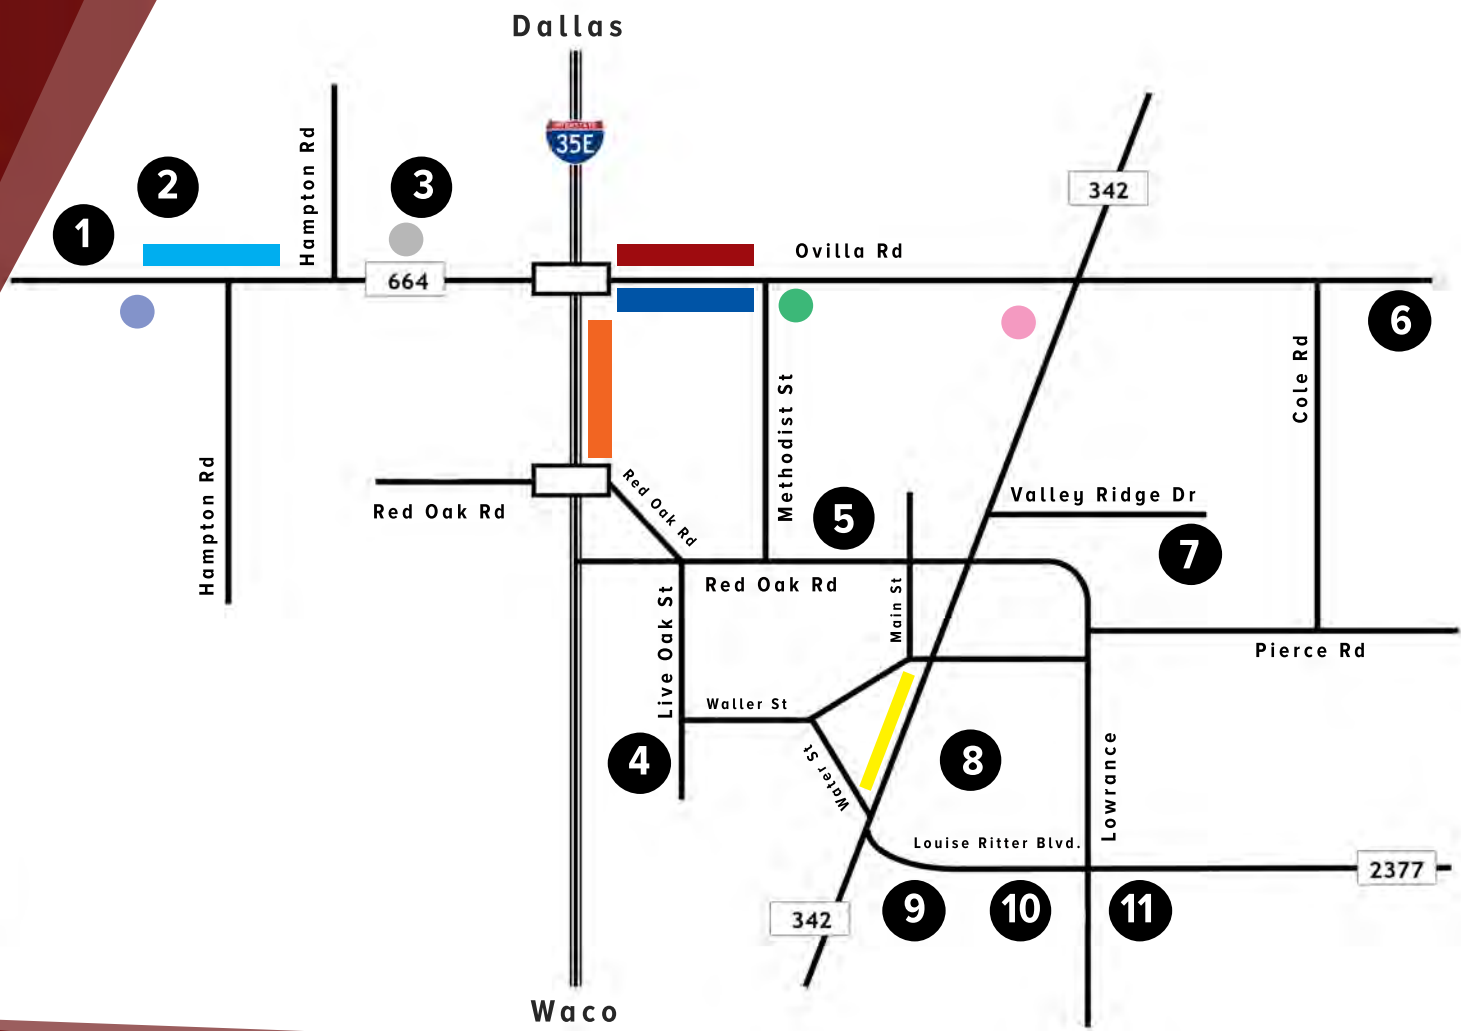 Dallas
INTERSTATE
35E
342
Hampton Rd
1
2
3
Ovilla Rd
664
6
Cole Rd
Methodist St
Hampton Rd
Red Oak Rd
Red Oak Rd
Valley Ridge Dr
5
7
Red Oak Rd
Main St
Live Oak St
Pierce Rd
Waller St
4
Water St
8
Lowrance
Louise Ritter Blvd.
2377
342
9
10
11
Waco